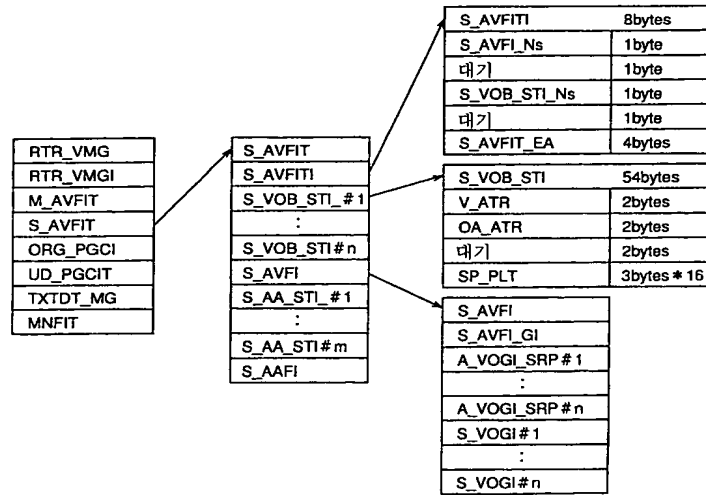 RTR_VMG
RTR_VMGI
M_AVFIT
S_AVFIT
ORG_PGCI
UD_PGCIT
TXTDT_MG
MNFIT
S_AVFIT
S_AVFITI
S_VOB_STI_#1
:
S_VOB_STI#n
S_AVFI
S_AA_STI_#1
:
S_AA_STI#m
S_AAFI
S_AVFITI 8bytes
S_AVFI_Ns 1byte
대기 1byte
S_VOB_STI_Ns 1byte
대기 1byte
S_AVFIT_EA 4bytes
S_VOB_STI 54bytes
V_ATR 2bytes
OA_ATR 2bytes
대기 2bytes
SP_PLT 3bytes*16
S_AVFI
S_AVFI_GI
A_VOGI_SRP#1
:
A_VOGI_SRP#n
S_VOGI#1
:
S_VOGI#n